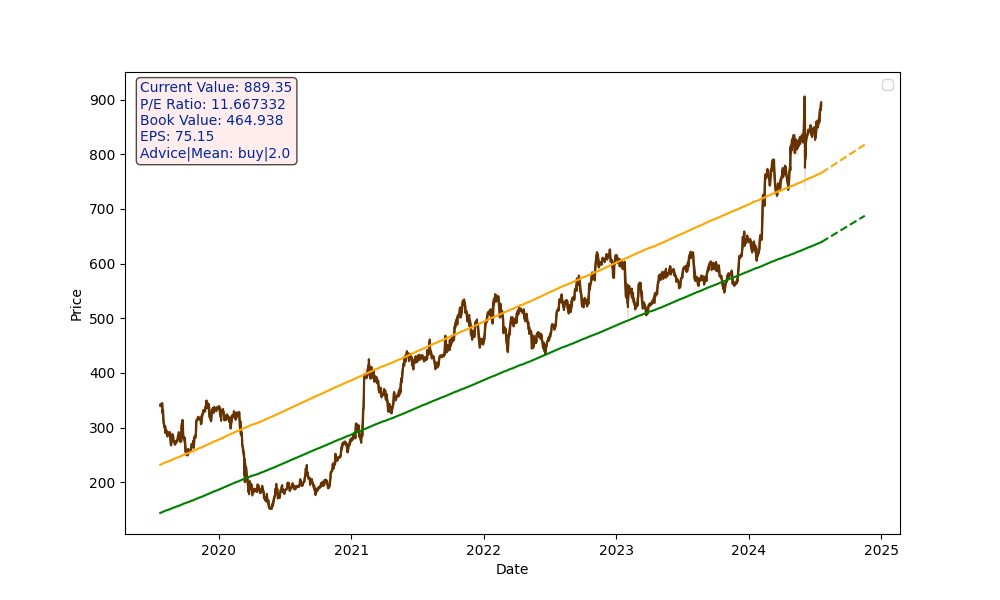 Current Value: 889.35
P/E Ratio: 11.667332
Book Value: 464.938
EPS: 75.15
Advice|Mean: buy|2.0
900
800
700
600
500
400
300
200
Price
2020 2021 2022 2023 2024 2025
Date